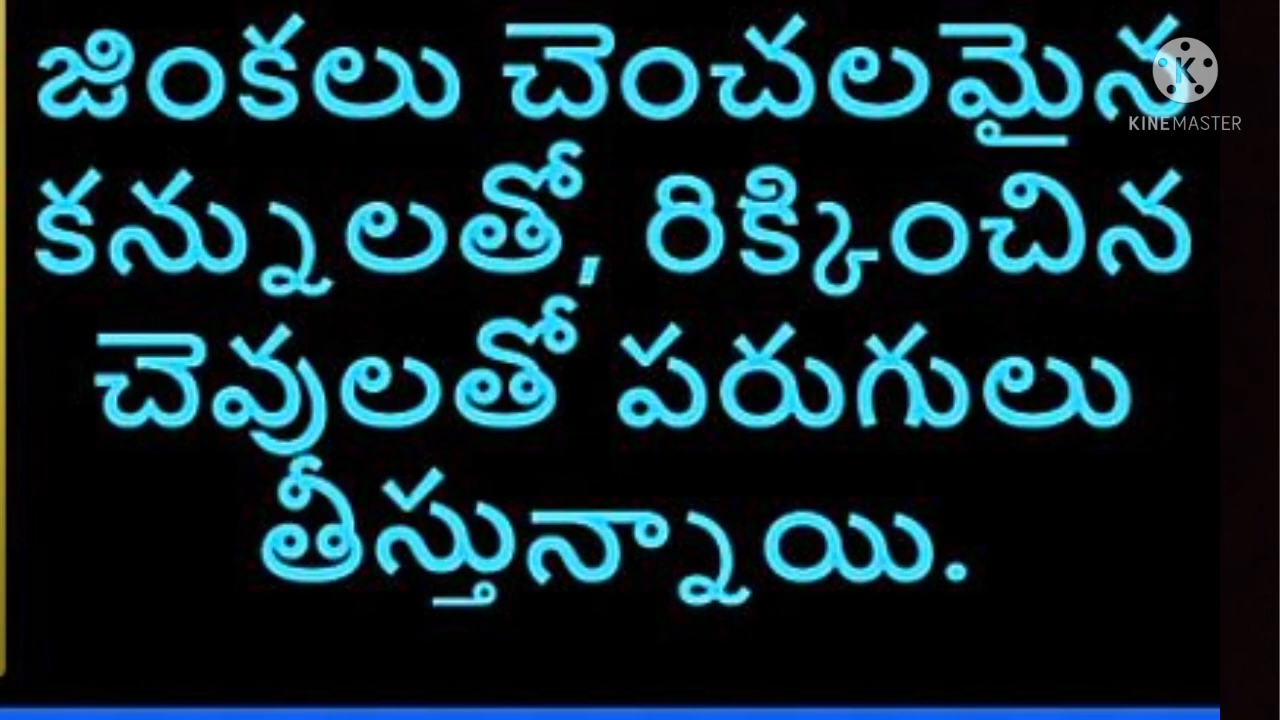 జింకలు చెంచలమైన
KINEMASTER
కన్నులతో, రిక్కించిన
చెవులతో పరుగులు
తీస్తున్నాయి.